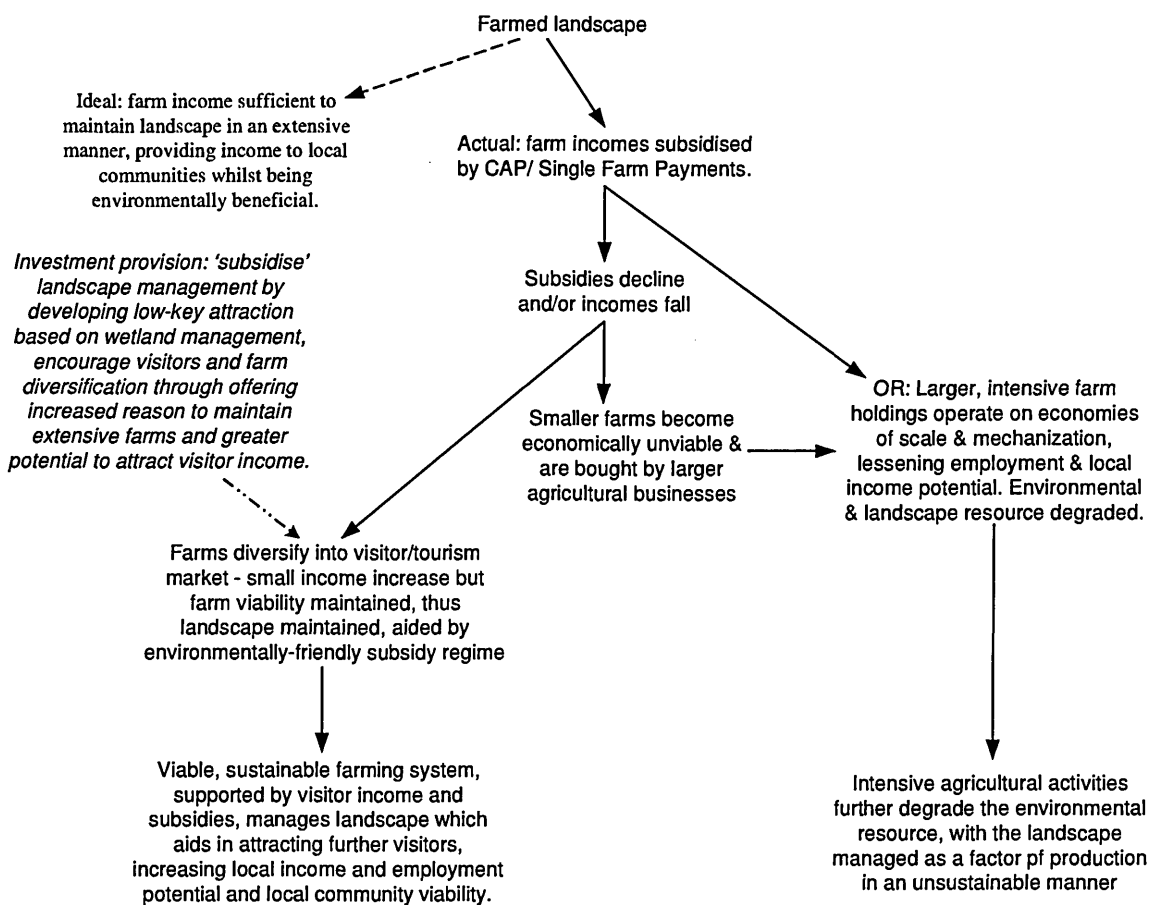 Farmed landscape
Ideal: farm income sufficient to
maintain landscape in an extensive
manner, providing income to local
communities whilst being
environmentally beneficial.
Actual: farm incomes subsidised
by CAP/ Single Farm Payments.
Investment provision: 'subsidise'
landscape management by
developing low-key attraction
based on wetland management,
encourage visitors and farm
diversification through offering
increased reason to maintain
extensive farms and greater
potential to attract visitor income.
Subsidies decline
and/or incomes fall
Smaller farms become
economically unviable &
are bought by larger
agricultural businesses
OR: Larger, intensive farm
holdings operate on economies
of scale & mechanization,
lessening employment & local
income potential. Environmental
& landscape resource degraded.
Farms diversify into visitor/tourism
market - small income increase but
farm viability maintained, thus
landscape maintained, aided by
environmentally-friendly subsidy regime
Viable, sustainable farming system,
supported by visitor income and
subsidies, manages landscape which
aids in attracting further visitors,
increasing local income and employment
potential and local community viability.
Intensive agricultural activities
further degrade the environmental
resource, with the landscape
managed as a factor pf production
in an unsustainable manner